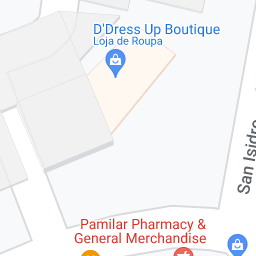 D'Dress Up Boutique
Loja de Roupa
San Isidro
Pamilar Pharmacy &
General Merchandise